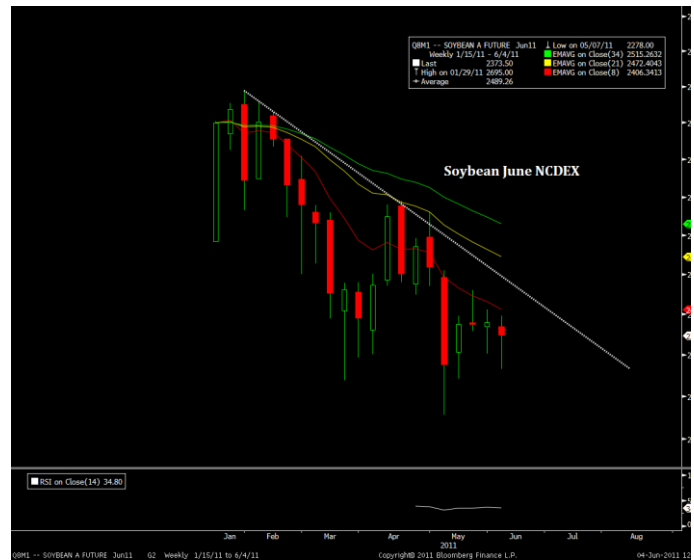 Q8M1 -- SOYBEAN A FUTURE Jun11 Low on 05/07/11 2278.00
Weekly 1/15/11 - 6/4/11 EMAVG on Close(34) 2515.2632
Last 2373.50 EMAVG on Close(21) 2472.4043
High on 01/29/11 2695.00 EMAVG on Close(8) 2406.3413
Average 2489.26
Soybean June NCDEX
RSI on Close(14) 34.80
Jan Feb Mar Apr May Jun Jul Aug
2011
Q8M1 -- SOYBEAN A FUTURE Jun11 G2 Weekly 1/15/11 to 6/4/11 Copyright© 2011 Bloomberg Finance L.P. 04-Jun-2011 12